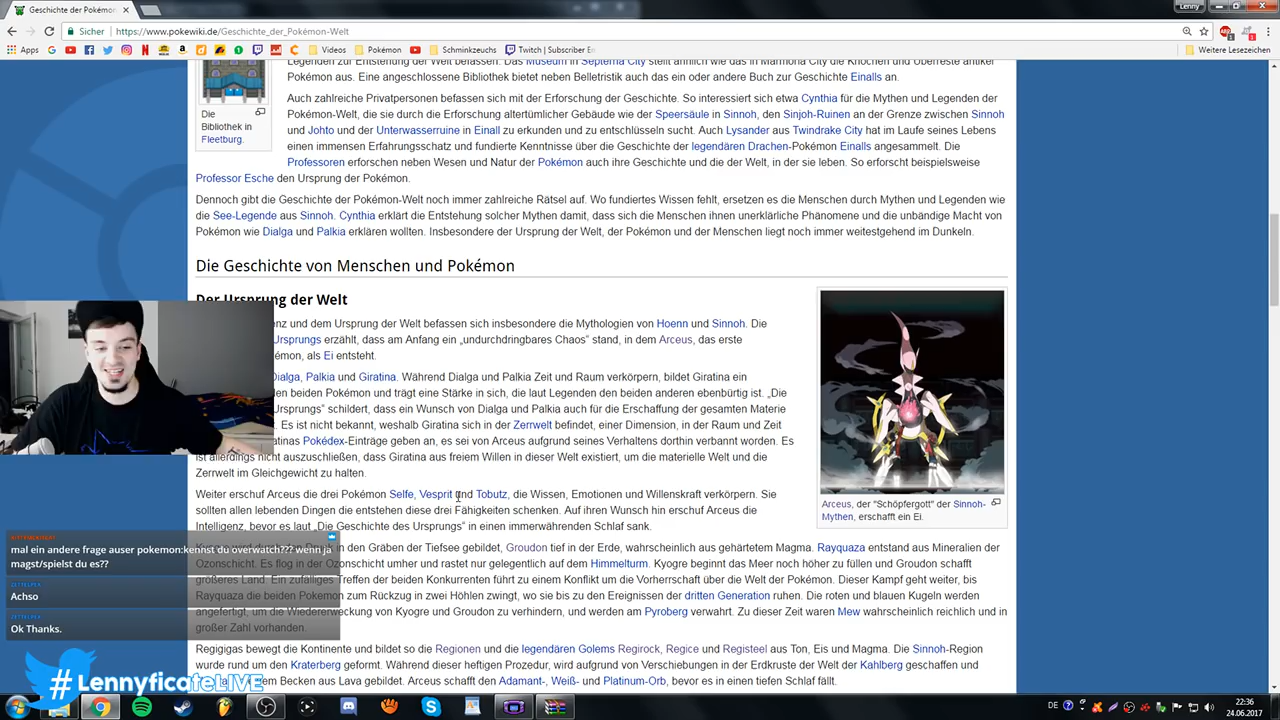 Geschichte der Pokémon-
Lenny
Sicher
https://www.pokewiki.de/Geschichte_der_Pokémon-Welt
Apps
Videos
Pokémon
Schminkzeuchs
Twitch | Subscriber E
Weitere Lesezeichen
Legenden zur Entstehung der Welt befassen. Das Museum in Septerna City stellt ähnlich wie das in Marmoria City die Knochen und Überreste antiker
Pokémon aus. Eine angeschlossene Bibliothek bietet neben Belletristik auch das ein oder andere Buch zur Geschichte Einalls an.
Die
Bibliothek in
Fleetburg.
Auch zahlreiche Privatpersonen befassen sich mit der Erforschung der Geschichte. So interessiert sich etwa Cynthia für die Mythen und Legenden der
Pokémon-Welt, die sie durch die Erforschung altertümlicher Gebäude wie der Speersäule in Sinnoh, den Sinjoh-Ruinen an der Grenze zwischen Sinnoh
und Johto und der Unterwasserruine in Einall zu erkunden und zu entschlüsseln sucht. Auch Lysander aus Twindrake City hat im Laufe seines Lebens
einen immensen Erfahrungsschatz und fundierte Kenntnisse über die Geschichte der legendären Drachen-Pokémon Einalls angesammelt. Die
Professoren erforschen neben Wesen und Natur der Pokémon auch ihre Geschichte und die der Welt, in der sie leben. So erforscht beispielsweise
Professor Esche den Ursprung der Pokémon.
Dennoch gibt die Geschichte der Pokémon-Welt noch immer zahlreiche Rätsel auf. Wo fundiertes Wissen fehlt, ersetzen es die Menschen durch Mythen und Legenden wie
die See-Legende aus Sinnoh. Cynthia erklärt die Entstehung solcher Mythen damit, dass sich die Menschen ihnen unerklärliche Phänomene und die unbändige Macht von
Pokémon wie Dialga und Palkia erklären wollten. Insbesondere der Ursprung der Welt, der Pokémon und der Menschen liegt noch immer weitestgehend im Dunkeln.
Die Geschichte von Menschen und Pokémon
Der Ursprung der Welt
nz und dem Ursprung der Welt befassen sich insbesondere die Mythologien von Hoenn und Sinnoh. Die
Ursprungs erzählt, dass am Anfang ein „undurchdringbares Chaos“ stand, in dem Arceus, das erste
émon, als Ei entsteht.
Dialga, Palkia und Giratina. Während Dialga und Palkia Zeit und Raum verkörpern, bildet Giratina ein
en beiden Pokémon und trägt eine Stärke in sich, die laut Legenden den beiden anderen ebenbürtig ist. „Die
Ursprungs“ schildert, dass ein Wunsch von Dialga und Palkia auch für die Erschaffung der gesamten Materie
Es ist nicht bekannt, weshalb Giratina sich in der Zerrwelt befindet, einer Dimension, in der Raum und Zeit
atinas Pokédex-Einträge geben an, es sei von Arceus aufgrund seines Verhaltens dorthin verbannt worden. Es
ist allerdings nicht auszuschließen, dass Giratina aus freiem Willen in dieser Welt existiert, um die materielle Welt und die
Zerrwelt im Gleichgewicht zu halten.
Arceus, der "Schöpfergott" der Sinnoh-
Mythen, erschafft ein Ei.
Weiter erschuf Arceus die drei Pokémon Selfe, Vesprit und Tobutz, die Wissen, Emotionen und Willenskraft verkörpern. Sie
sollten allen lebenden Dingen die entstehen diese drei Fähigkeiten schenken. Auf ihren Wunsch hin erschuf Arceus die
Intelligenz, bevor es laut „Die Geschichte des Ursprungs“ in einen immerwährenden Schlaf sank.
in den Gräben der Tiefsee gebildet, Groudon tief in der Erde, wahrscheinlich aus gehärtetem Magma. Rayquaza entstand aus Mineralien der
Ozonschicht. Es flog in der Ozonschicht umher und rastet nur gelegentlich auf dem Himmelturm. Kyogre beginnt das Meer noch höher zu füllen und Groudon schafft
größeres Land. Ein zufälliges Treffen der beiden Konkurrenten führt zu einem Konflikt um die Vorherrschaft über die Welt der Pokémon. Dieser Kampf geht weiter, bis
Rayquaza die beiden Pokemon zum Rückzug in zwei Höhlen zwingt, wo sie bis zu den Ereignissen der dritten Generation ruhen. Die roten und blauen Kugeln werden
angefertigt, um die Wiedererweckung von Kyogre und Groudon zu verhindern, und werden am Pyroberg verwahrt. Zu dieser Zeit waren Mew wahrscheinlich reichlich und in
großer Zahl vorhanden.
mal ein andere frage auser pokemon:kennst du overwatch??? wenn ja
magst/spielst du es??
Achso
Ok Thanks.
Regigigas bewegt die Kontinente und bildet so die Regionen und die legendären Golems Regirock, Regice und Registeel aus Ton, Eis und Magma. Die Sinnoh-Region
wurde rund um den Kraterberg geformt. Während dieser heftigen Prozedur, wird aufgrund von Verschiebungen in der Erdkruste der Welt der Kahlberg geschaffen und
em Becken aus Lava gebildet. Arceus schafft den Adamant-, Weiß- und Platinum-Orb, bevor es in einen tiefen Schlaf fällt.
#LennyficateLIVE
DE
22:36
24.06.2017